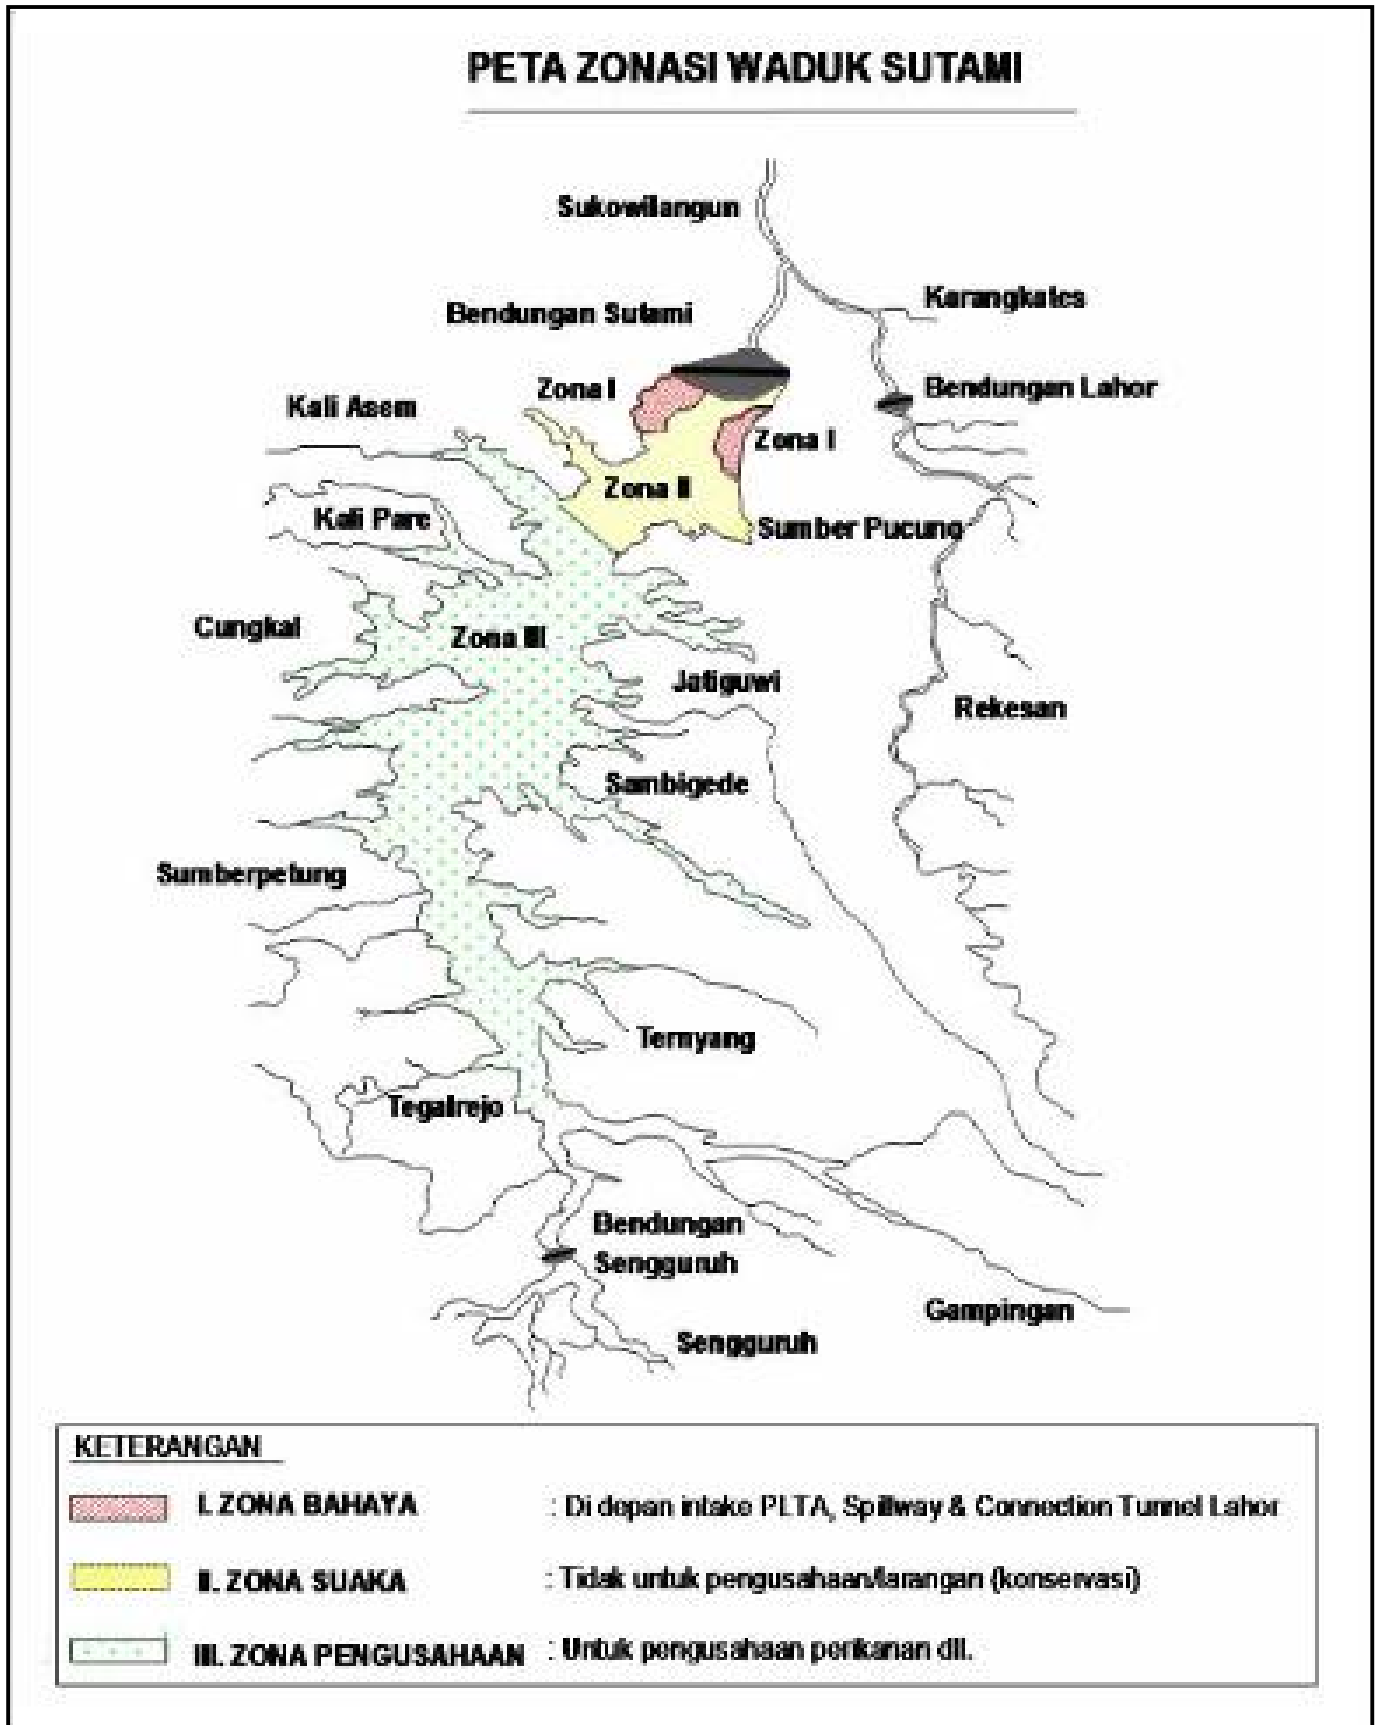 PETA ZONASI WADUK SUTAMI
Sukowilangun
Karangkates
Bendungan Sutami
Zona I
Bendungan Lahor
Kali Asem
Zona I
Zona II
Kali Pare
Sumber Pucung
Cungkal
Zona III
Jatiguwi
Rekesan
Sambigede
Sumberpetung
Ternyang
Tegalrejo
Bendungan
Sengguruh
Gampingan
Sengguruh
KETERANGAN
I. ZONA BAHAYA : Di depan intake PLTA, Spillway & Connection Tunnel Lahor
II. ZONA SUAKA : Tidak untuk pengusahaan/larangan (konservasi)
III. ZONA PENGUSAHAAN : Untuk pengusahaan perikanan dll.